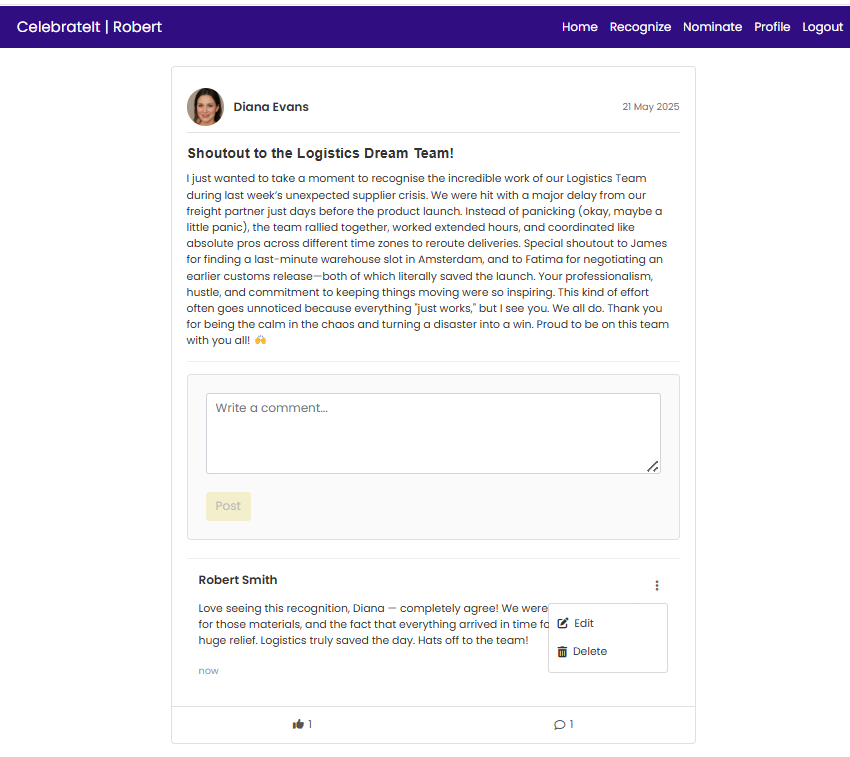 CelebrateIt | Robert
Home Recognize Nominate Profile Logout
Diana Evans
21 May 2025
Shoutout to the Logistics Dream Team!
I just wanted to take a moment to recognise the incredible work of our Logistics Team
during last week's unexpected supplier crisis. We were hit with a major delay from our
freight partner just days before the product launch. Instead of panicking (okay, maybe a
little panic), the team rallied together, worked extended hours, and coordinated like
absolute pros across different time zones to reroute deliveries. Special shoutout to James
for finding a last-minute warehouse slot in Amsterdam, and to Fatima for negotiating an
earlier customs release—both of which literally saved the launch. Your professionalism,
hustle, and commitment to keeping things moving were so inspiring. This kind of effort
often goes unnoticed because everything "just works," but I see you. We all do. Thank you
for being the calm in the chaos and turning a disaster into a win. Proud to be on this team
with you all! 🙌
Write a comment...
Post
Robert Smith
Love seeing this recognition, Diana — completely agree! We were
for those materials, and the fact that everything arrived in time
huge relief. Logistics truly saved the day. Hats off to the team!
Edit
Delete
now
1
1